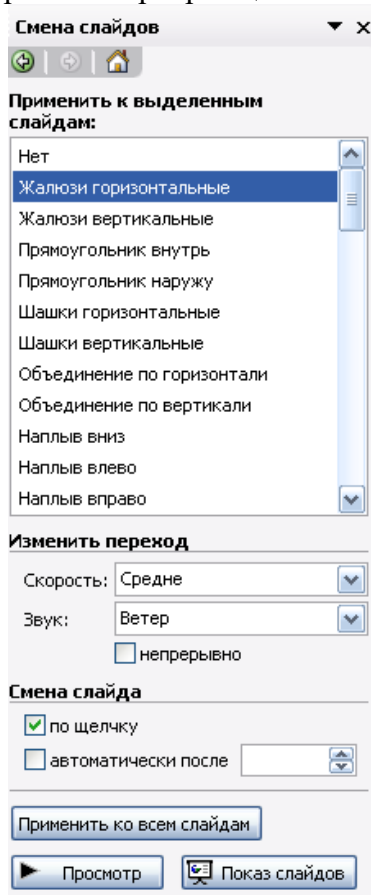 Смена слайдов
Применить к выделенным
слайдам:
Нет
Жалюзи горизонтальные
Жалюзи вертикальные
Прямоугольник внутрь
Прямоугольник наружу
Шашки горизонтальные
Шашки вертикальные
Объединение по горизонтали
Объединение по вертикали
Наплыв вниз
Наплыв влево
Наплыв вправо
Изменить переход
Скорость: Средне
Звук: Ветер
непрерывно
Смена слайда
по щелчку
автоматически после
Применить ко всем слайдам
Просмотр Показ слайдов